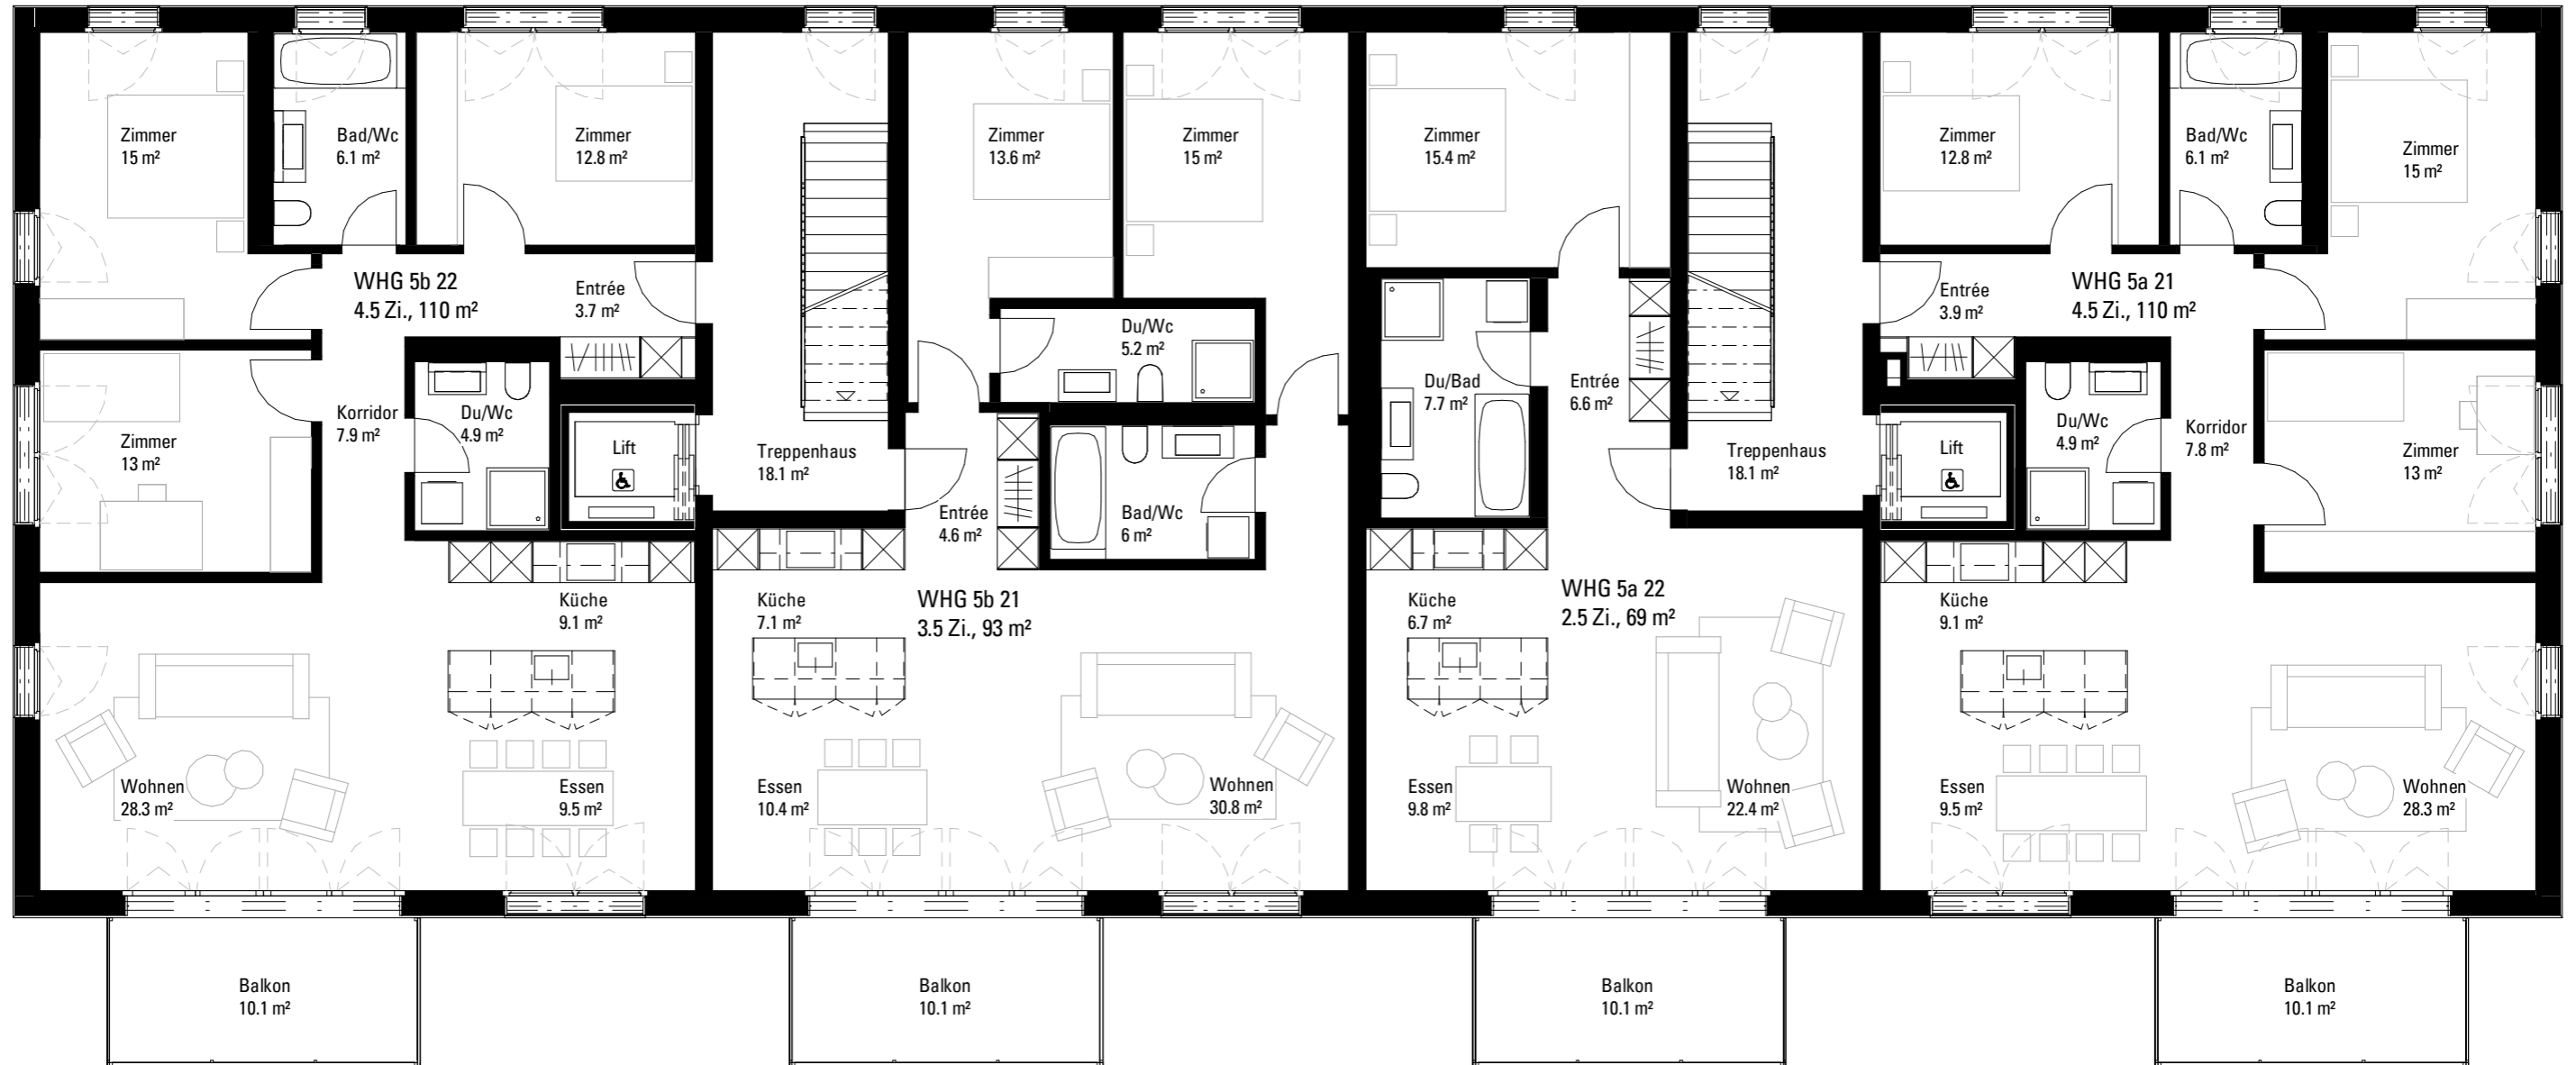 Zimmer
15 m²
Bad/Wc
6.1 m²
Zimmer
12.8 m²
WHG 5b 22
4.5 Zi., 110 m²
Entrée
3.7 m²
Zimmer
13 m²
Korridor
7.9 m²
Du/Wc
4.9 m²
Lift
Küche
9.1 m²
Wohnen
28.3 m²
Essen
9.5 m²
Balkon
10.1 m²
Treppenhaus
18.1 m²
Zimmer
13.6 m²
Zimmer
15 m²
Du/Wc
5.2 m²
Entrée
4.6 m²
Bad/Wc
6 m²
Küche
7.1 m²
WHG 5b 21
3.5 Zi., 93 m²
Essen
10.4 m²
Wohnen
30.8 m²
Balkon
10.1 m²
Zimmer
15.4 m²
Du/Bad
7.7 m²
Entrée
6.6 m²
Küche
6.7 m²
WHG 5a 22
2.5 Zi., 69 m²
Essen
9.8 m²
Wohnen
22.4 m²
Balkon
10.1 m²
Treppenhaus
18.1 m²
Zimmer
12.8 m²
Bad/Wc
6.1 m²
Zimmer
15 m²
Entrée
3.9 m²
WHG 5a 21
4.5 Zi., 110 m²
Lift
Du/Wc
4.9 m²
Korridor
7.8 m²
Zimmer
13 m²
Küche
9.1 m²
Essen
9.5 m²
Wohnen
28.3 m²
Balkon
10.1 m²